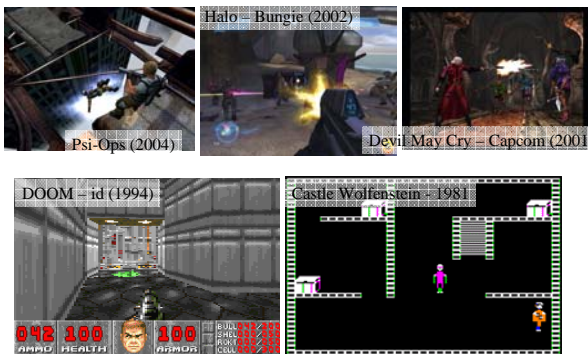 Halo – Bungie (2002)
Psi-Ops (2004)
Devil May Cry – Capcom (2001
DOOM – id (1994)
Castle Wolfenstein - 1981
042 100 100
AMMO HEALTH ARMOR
BULL
SHEL
ROKT
CELL